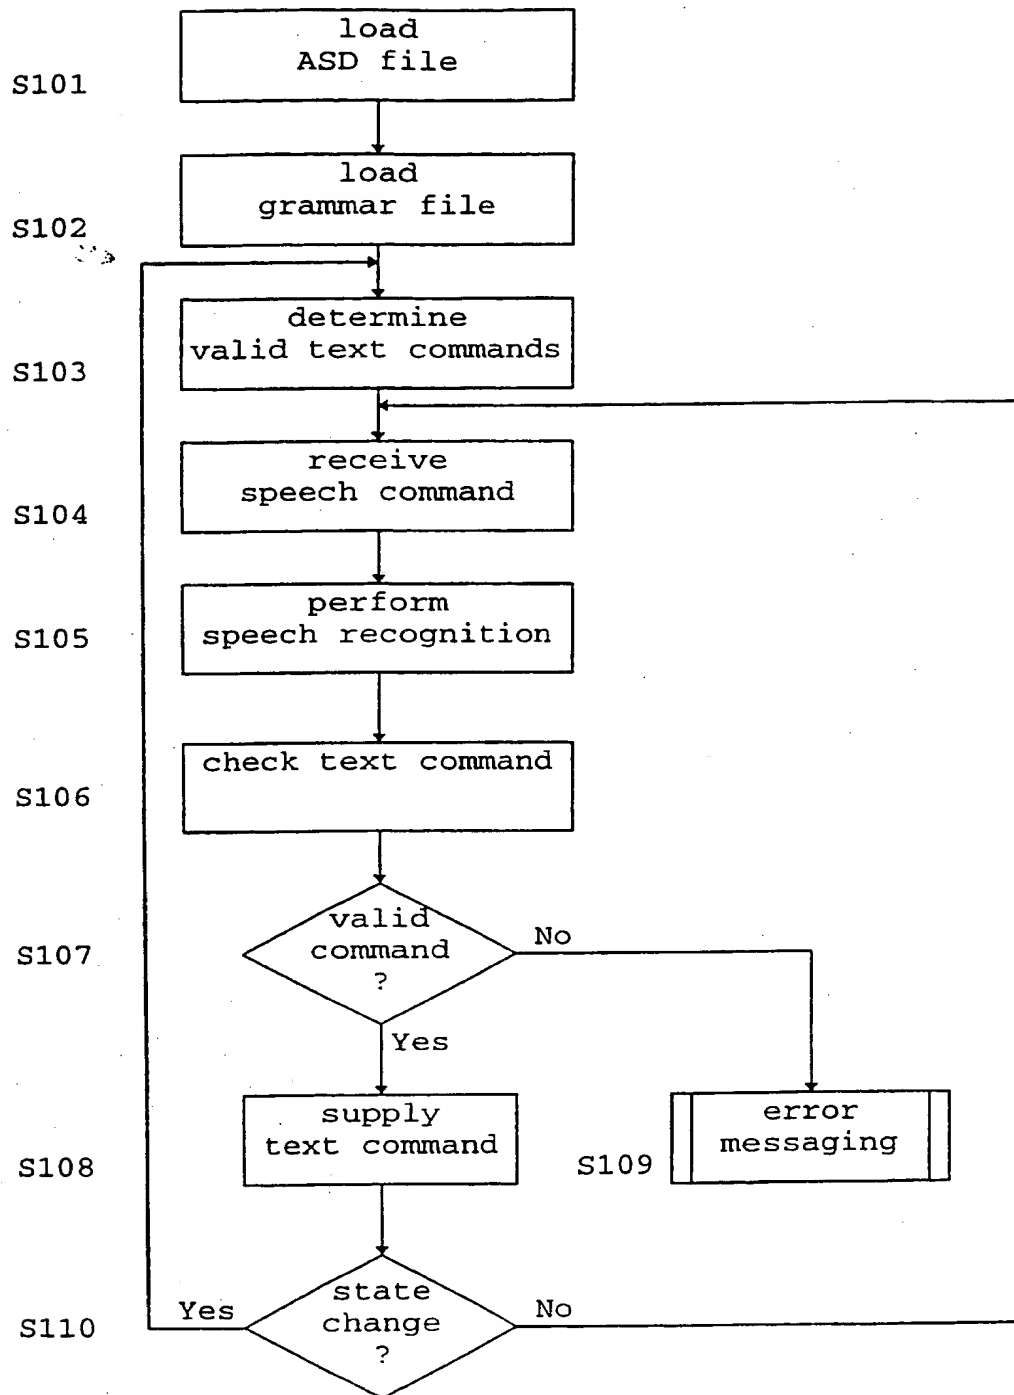 load
ASD file
S101
load
grammar file
S102
determine
valid text commands
S103
receive
speech command
S104
perform
speech recognition
S105
check text command
S106
valid
command
?
No
S107
Yes
supply
text command
S108
error
messaging
S109
state
change
?
Yes
No
S110